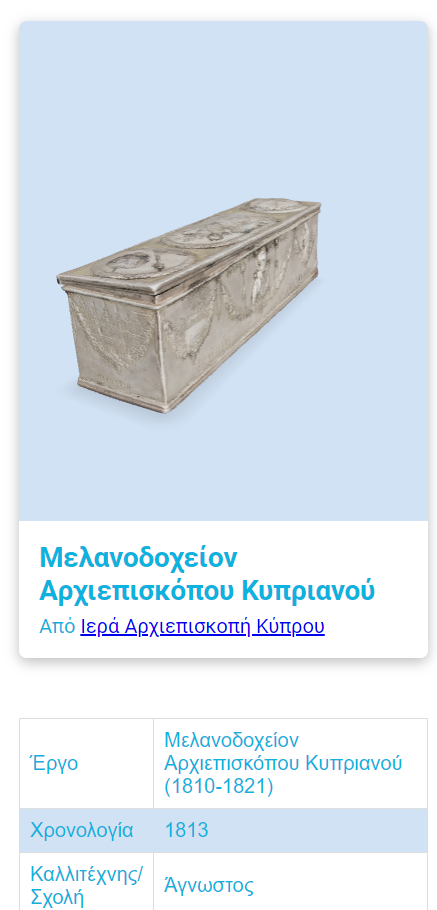 Μελανοδοχείον
Αρχιεπισκόπου Κυπριανού
Από Ιερά Αρχιεπισκοπή Κύπρου
Έργο
Μελανοδοχείον
Αρχιεπισκόπου Κυπριανού
(1810-1821)
Χρονολογία
1813
Καλλιτέχνης/
Σχολή
Άγνωστος